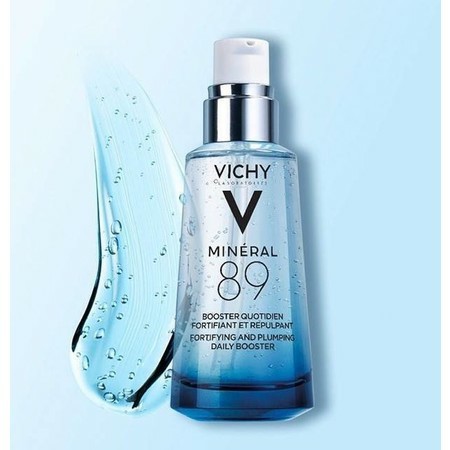 VICHY
LABORATOIRES
V
MINÉRAL
89
BOOSTER QUOTIDIEN
FORTIFIANT ET REPULPANT
FORTIFYING AND PLUMPING
DAILY BOOSTER